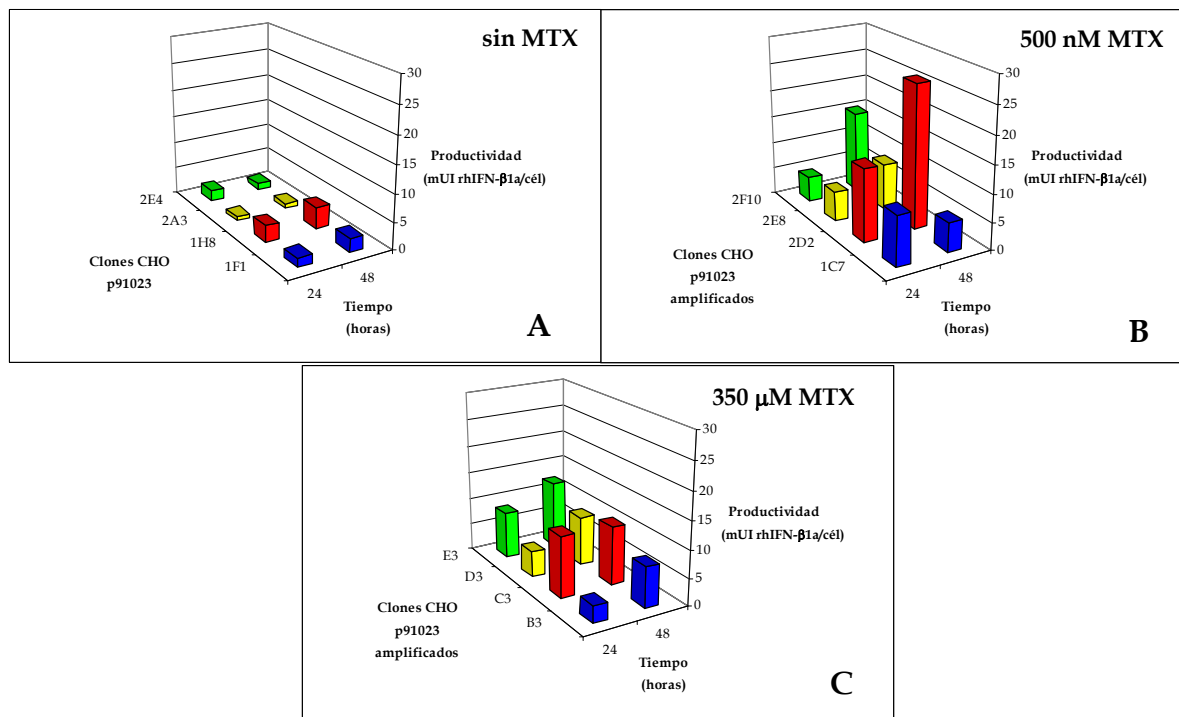 sin MTX
30
25
20
15
10
5
0
Productividad
(mUI rhIFN-β1a/cél)
2E4
2A3
1H8
1F1
Clones CHO
p91023
24
48
Tiempo
(horas)
A
500 nM MTX
30
25
20
15
10
5
0
Productividad
(mUI rhIFN-β1a/cél)
2F10
2E8
2D2
1C7
Clones CHO
p91023
amplificados
24
48
Tiempo
(horas)
B
350 μM MTX
30
25
20
15
10
5
0
Productividad
(mUI rhIFN-β1a/cél)
E3
D3
C3
B3
Clones CHO
p91023
amplificados
24
48
Tiempo
(horas)
C